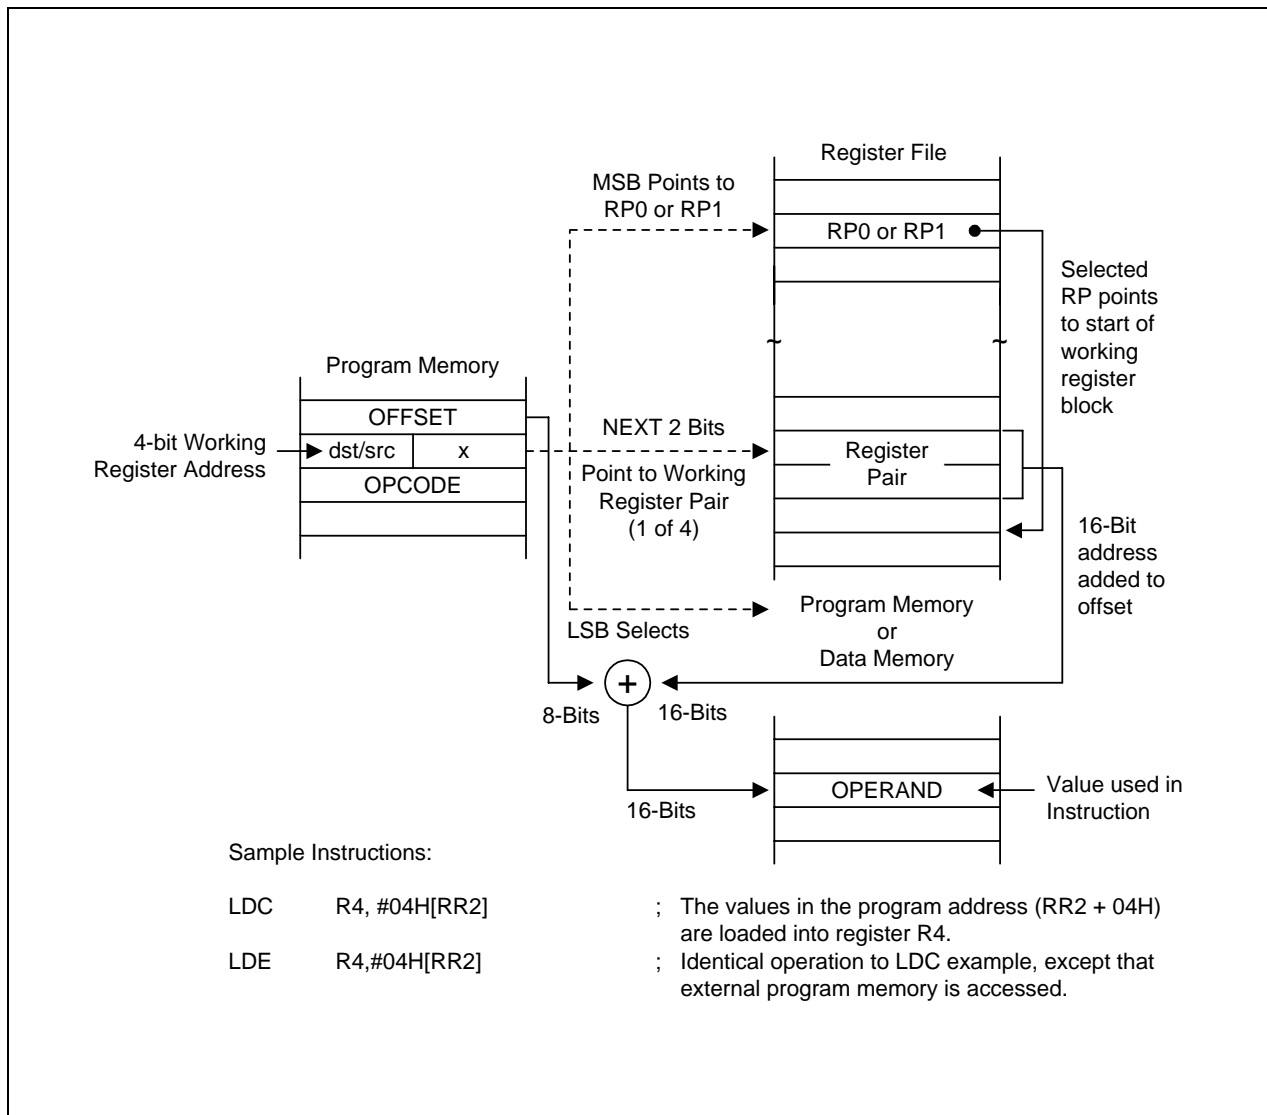 Register File
MSB Points to
RP0 or RP1
RP0 or RP1
Selected
RP points
to start of
working
register
block
~ ~
Program Memory
OFFSET
4-bit Working
Register Address
dst/src x
OPCODE
NEXT 2 Bits
Point to Working
Register Pair
(1 of 4)
Register
Pair
16-Bit
address
added to
offset
LSB Selects
Program Memory
or
Data Memory
+
8-Bits 16-Bits
16-Bits
OPERAND
Value used in
Instruction
Sample Instructions:
LDC R4, #04H[RR2] ; The values in the program address (RR2 + 04H)
are loaded into register R4.
LDE R4,#04H[RR2] ; Identical operation to LDC example, except that
external program memory is accessed.